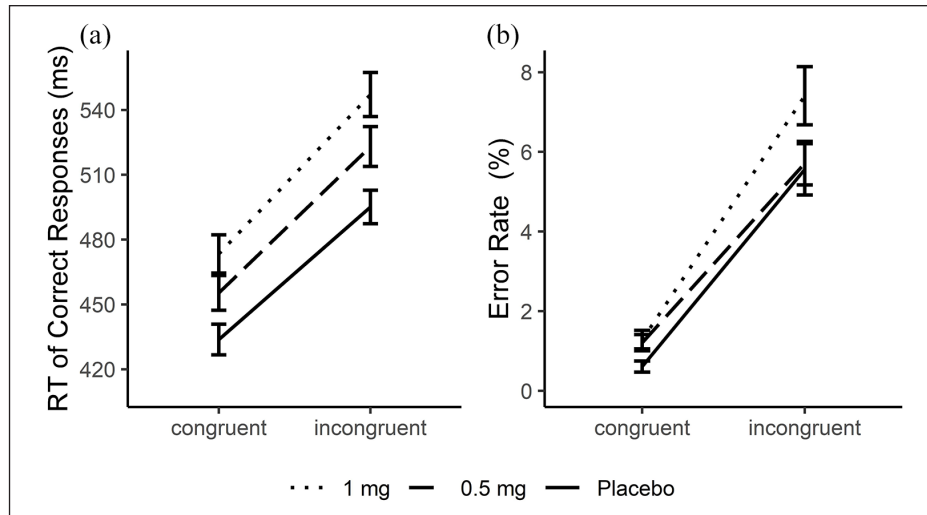 (a)
RT of Correct Responses (ms)
540
510
480
450
420
congruent incongruent
(b)
Error Rate (%)
8
6
4
2
0
congruent incongruent
1 mg 0.5 mg Placebo